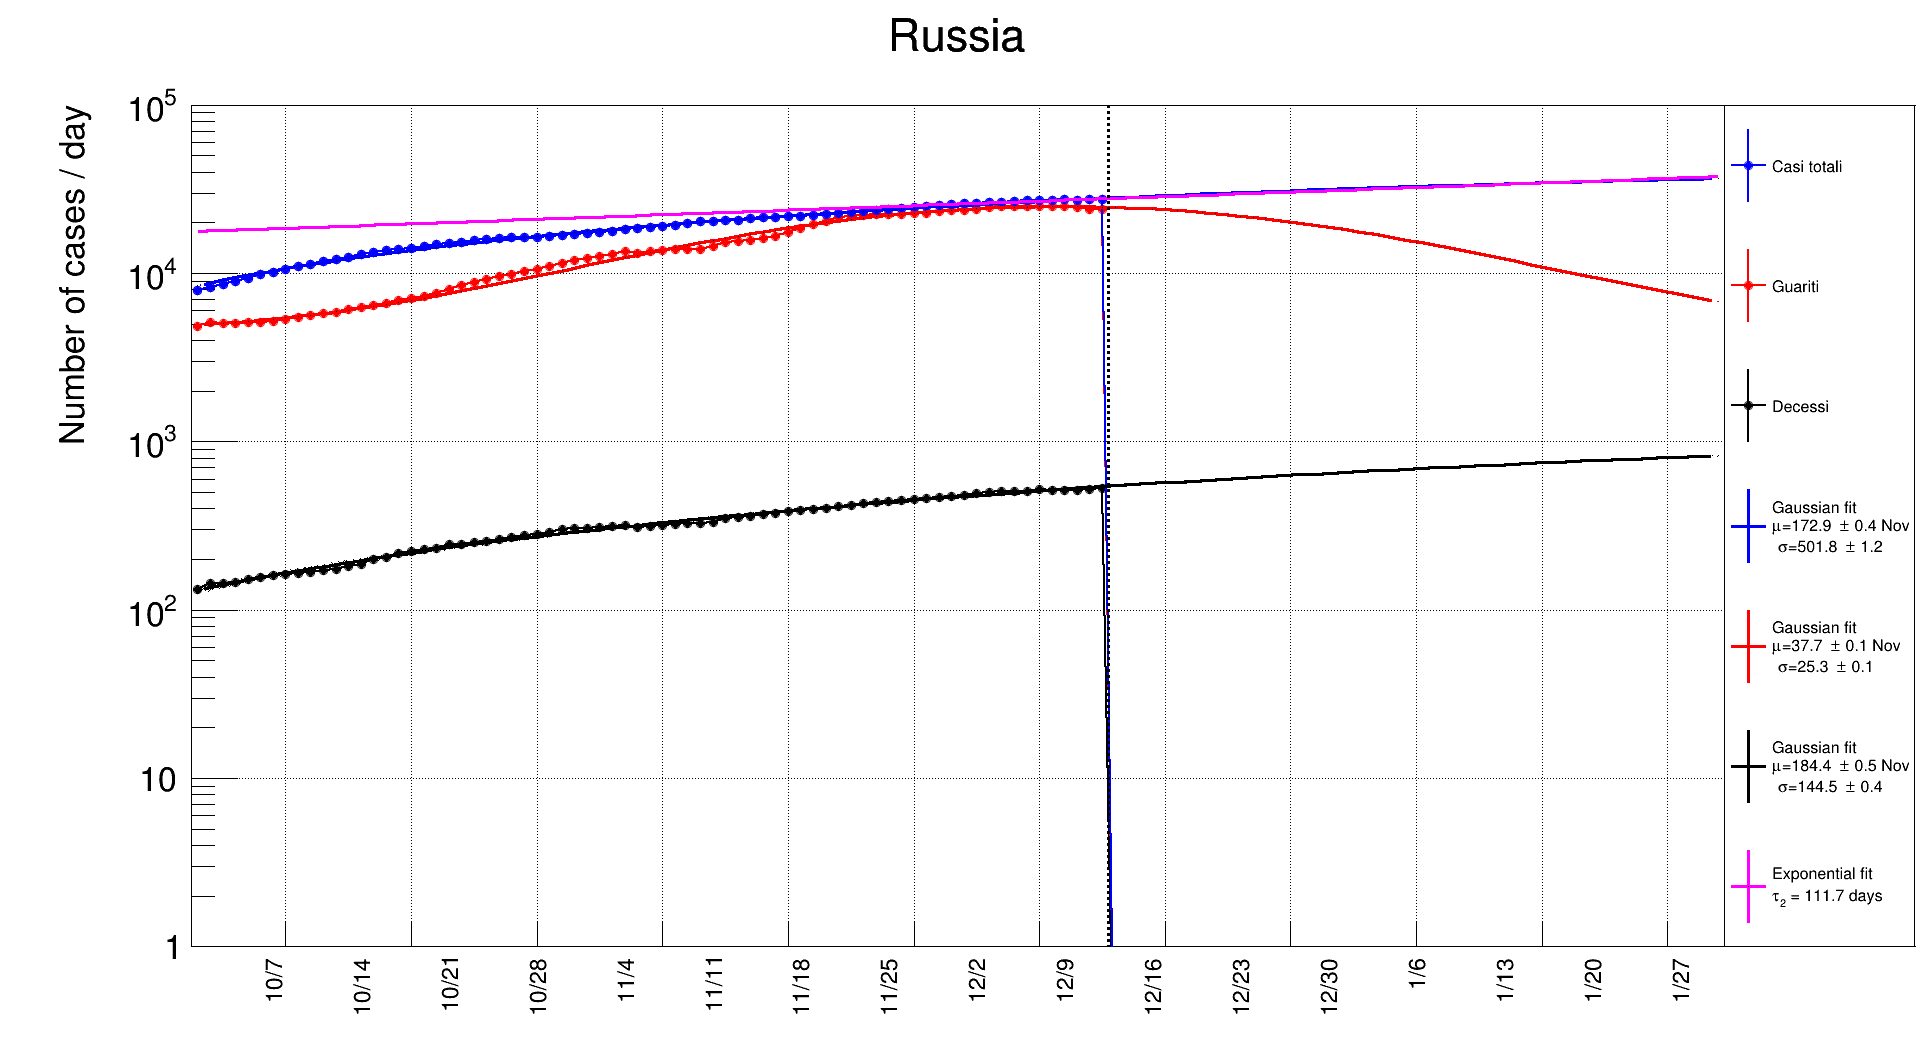 Russia
Number of cases / day
10^5
10^4
10^3
10^2
10
1
10/7
10/14
10/21
10/28
11/4
11/11
11/18
11/25
12/2
12/9
12/16
12/23
12/30
1/6
1/13
1/20
1/27
Casi totali
Guariti
Decessi
Gaussian fit
μ=172.9 ± 0.4 Nov
σ=501.8 ± 1.2
Gaussian fit
μ=37.7 ± 0.1 Nov
σ=25.3 ± 0.1
Gaussian fit
μ=184.4 ± 0.5 Nov
σ=144.5 ± 0.4
Exponential fit
τ₂ = 111.7 days